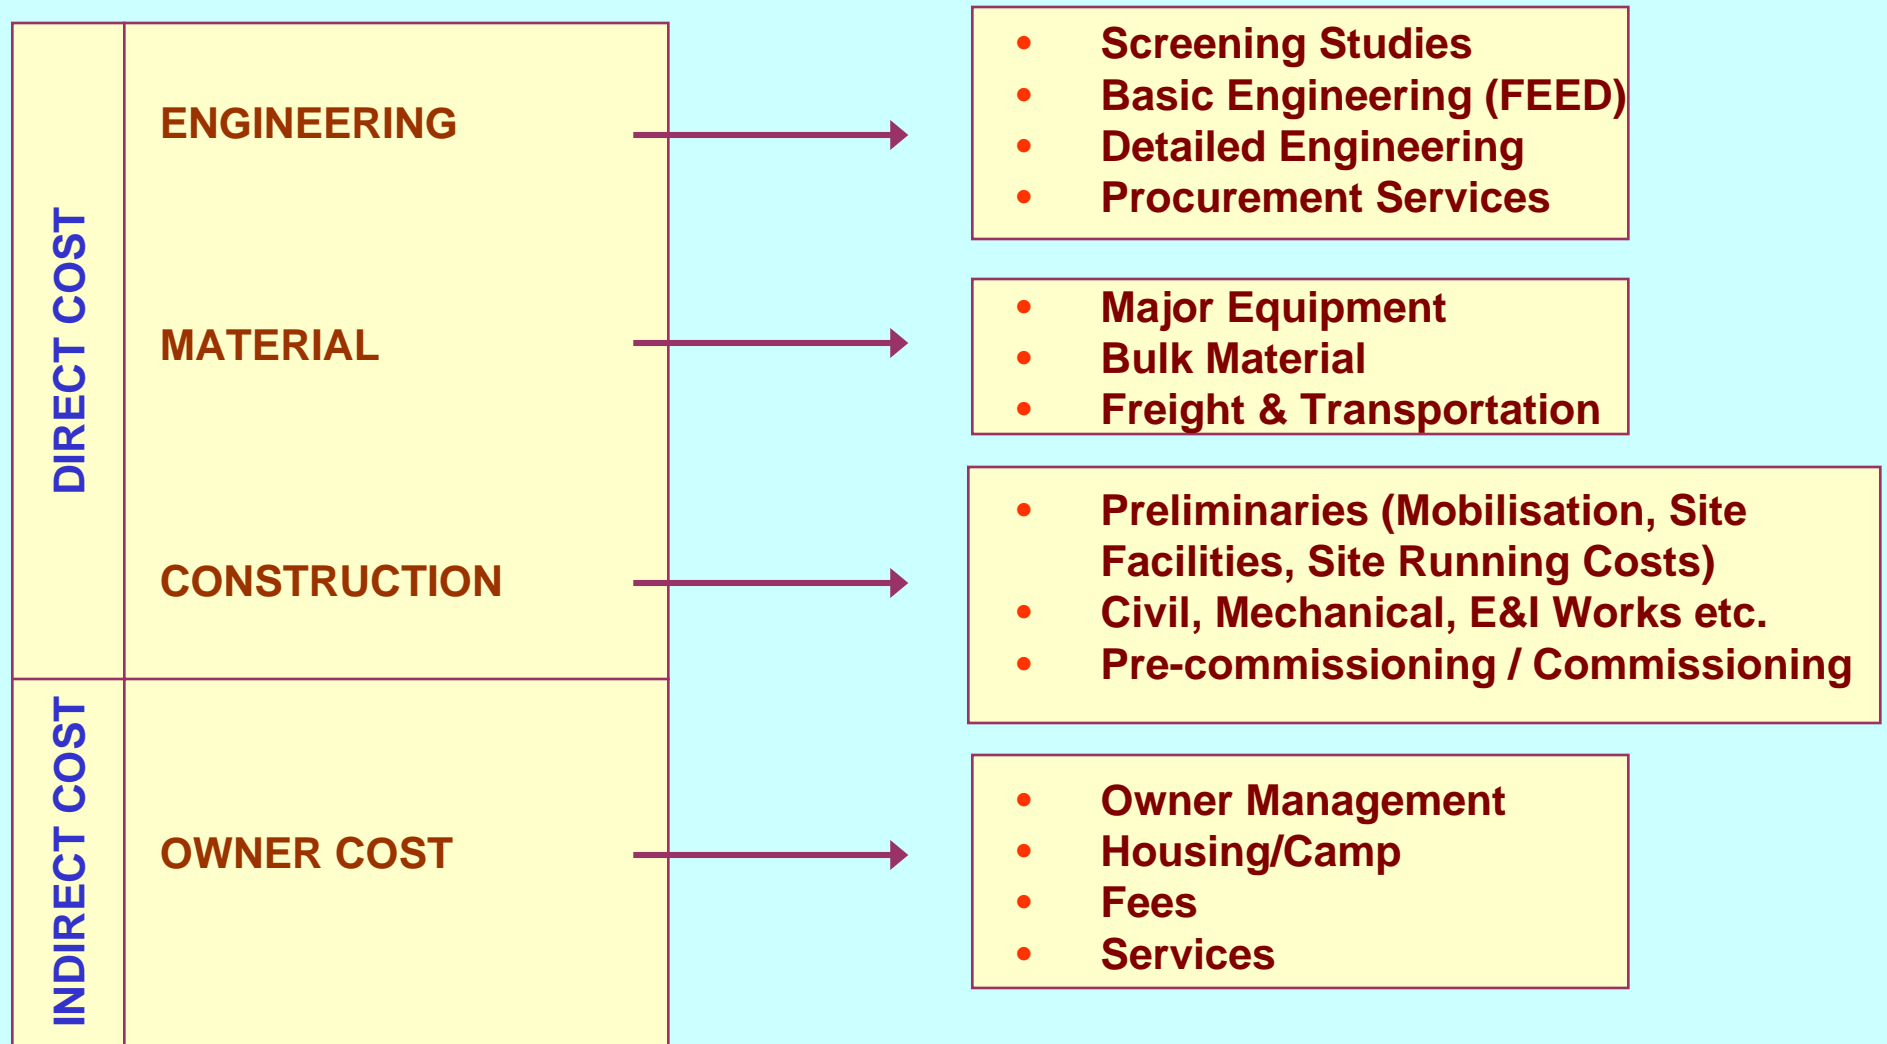 DIRECT COST
ENGINEERING
• Screening Studies
• Basic Engineering (FEED)
• Detailed Engineering
• Procurement Services
MATERIAL
• Major Equipment
• Bulk Material
• Freight & Transportation
CONSTRUCTION
• Preliminaries (Mobilisation, Site
Facilities, Site Running Costs)
• Civil, Mechanical, E&I Works etc.
• Pre-commissioning / Commissioning
INDIRECT COST
OWNER COST
• Owner Management
• Housing/Camp
• Fees
• Services